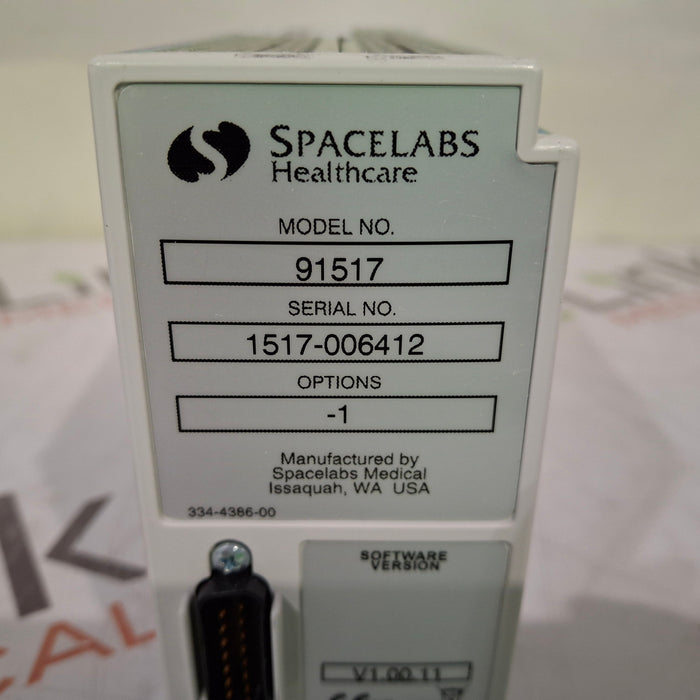 SPACELABS
Healthcare
MODEL NO.
91517
SERIAL NO.
1517-006412
OPTIONS
-1
Manufactured by
Spacelabs Medical
Issaquah, WA USA
334-4386-00
SOFTWARE
VERSION
V1.00.11
CE